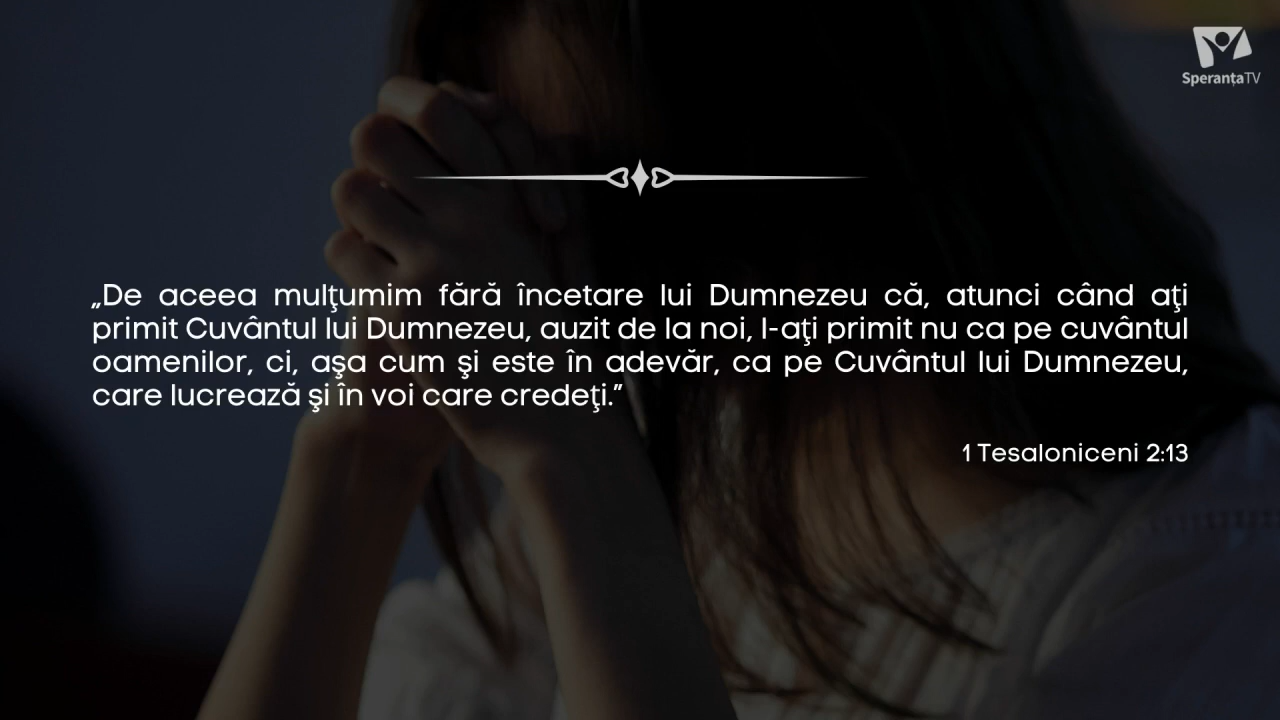 SperanțaTV
„De aceea mulţumim fără încetare lui Dumnezeu că, atunci când aţi
primit Cuvântul lui Dumnezeu, auzit de la noi, l-aţi primit nu ca pe cuvântul
oamenilor, ci, aşa cum şi este în adevăr, ca pe Cuvântul lui Dumnezeu,
care lucrează şi în voi care credeţi.”
1 Tesaloniceni 2:13